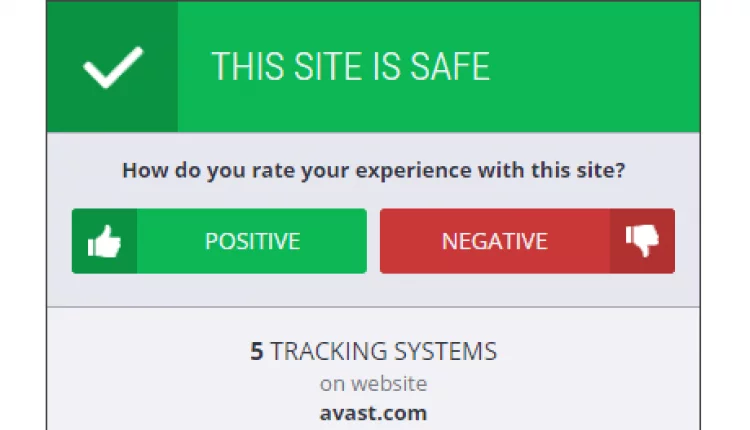 THIS SITE IS SAFE
How do you rate your experience with this site?
POSITIVE
NEGATIVE
5 TRACKING SYSTEMS
on website
avast.com